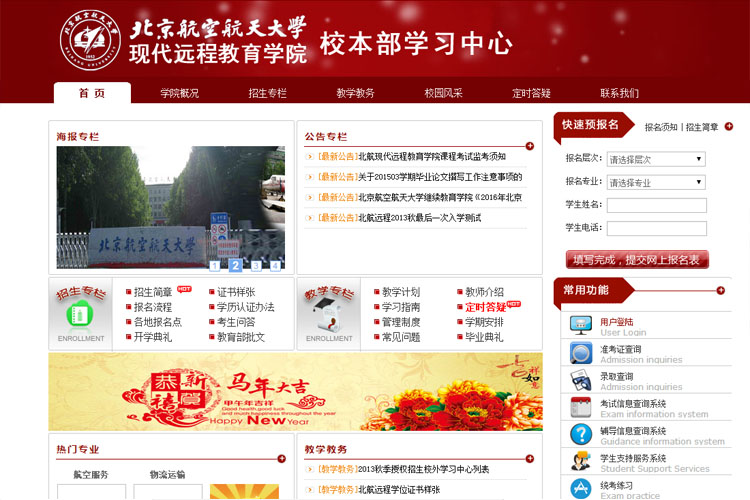 北京航空航天大學
现代远程教育学院
校本部学习中心
1952
首 页
学院概况
招生专栏
教学教务
校园风采
定时答疑
联系我们
海报专栏
北京航空航天大學
1 2 3 4
公告专栏
[最新公告]北航现代远程教育学院课程考试监考须知
[最新公告]关于201503学期毕业论文撰写工作注意事项的
[最新公告]北京航空航天大学继续教育学院《2016年北京
[最新公告]北航远程2013秋最后一次入学测试
快速预报名
报名须知 | 招生简章
报名层次: 请选择层次
报名专业: 请选择专业
学生姓名:
学生电话:
填写完成，提交网上报名表
招生专栏
ENROLLMENT
招生简章 HOT
证书样张
报名流程
学历认证办法
各地报名点
考生问答
开学典礼
教育部批文
教学专栏
ENROLLMENT
教学计划
教师介绍
学习指南
定时答疑 HOT
管理制度
学期安排
常见问题
毕业典礼
常用功能
用户登陆
User Login
准考证查询
Admission inquiries
录取查询
Admission inquiries
考试信息查询系统
Exam information system
辅导信息查询系统
Guidance information system
学生支持服务系统
Student Support Services
统考练习
Exam practice
恭賀新禧
马年大吉
甲午年吉祥
Good health,good luck
and much happiness throughout the year
Happy New Year
吉祥如意
热门专业
航空服务
物流运输
教学教务
[教学教务]2013秋季授权招生校外学习中心列表
[教学教务]北航远程学位证书样张